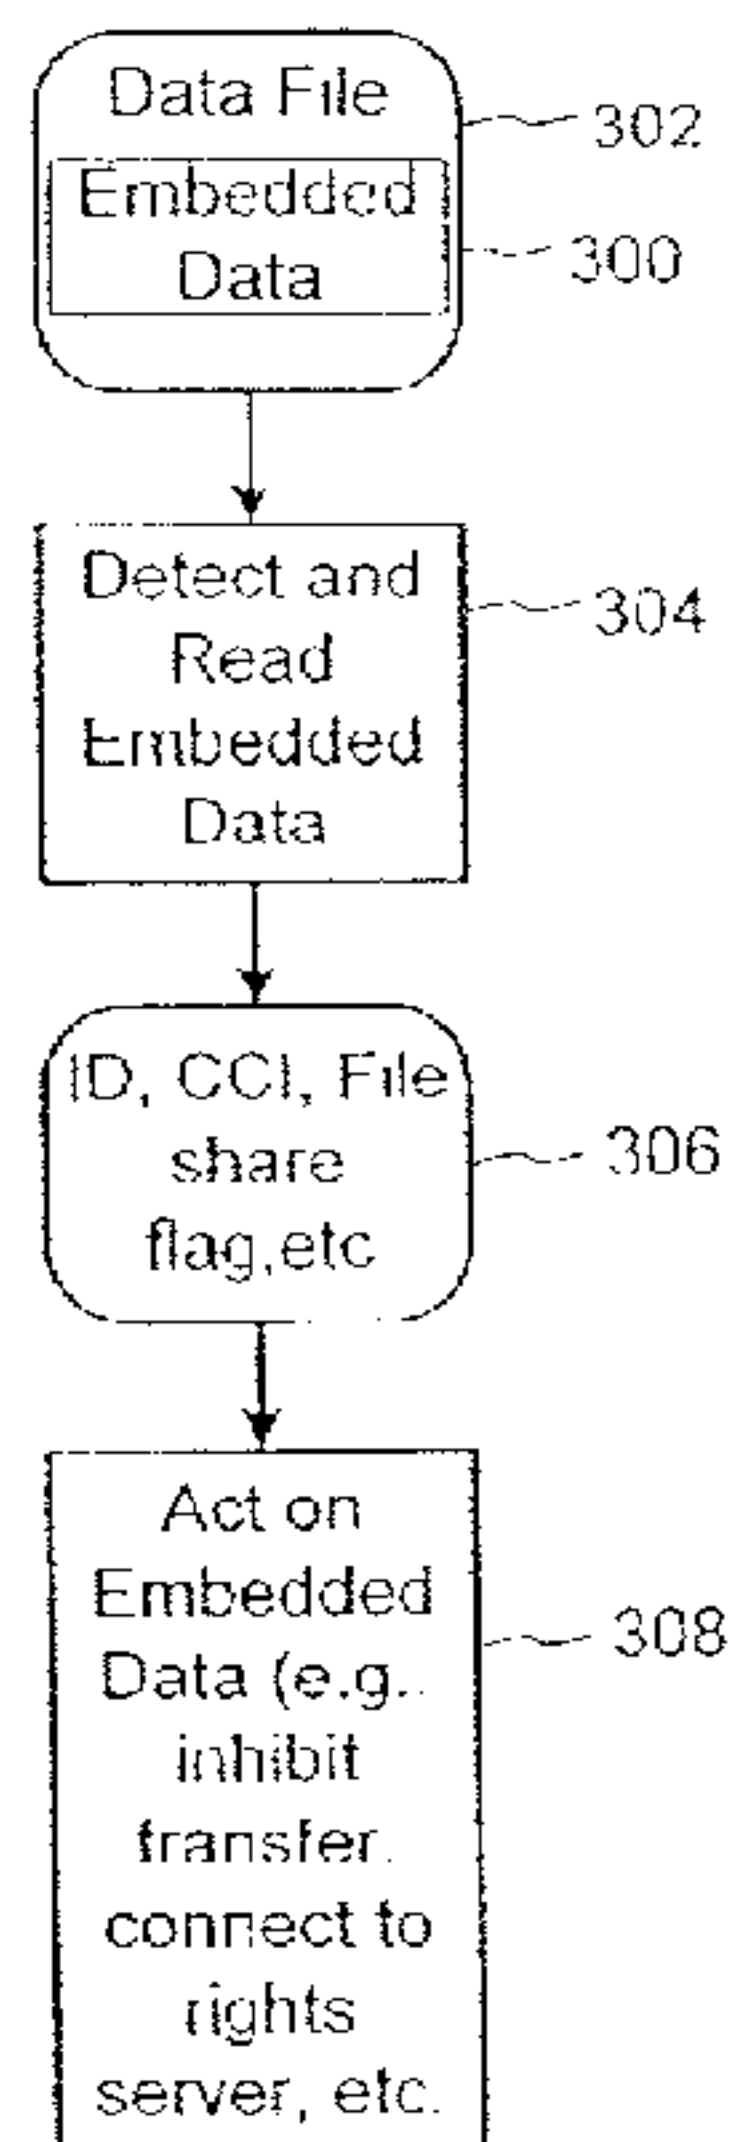 Data File
302
Embedded
Data
300
Detect and
304
Read
Embedded
Data
ID, CCI, File
share
306
flag,etc
Act on
Embedded
308
Data (e.g.
inhibit
transfer.
connect to
rights
server, etc.